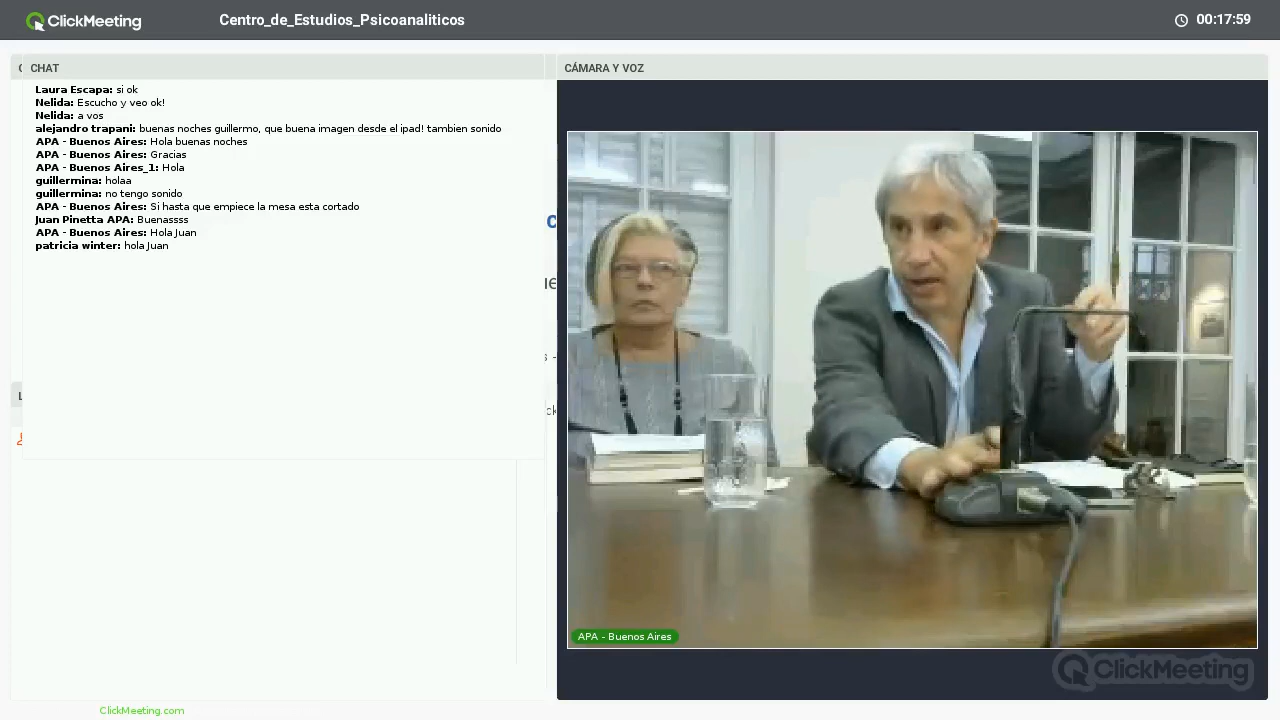 ClickMeeting
Centro_de_Estudios_Psicoanaliticos
00:17:59
CHAT
CÁMARA Y VOZ
Laura Escapa: si ok
Nelida: Escucho y veo ok!
Nelida: a vos
alejandro trapani: buenas noches guillermo, que buena imagen desde el ipad! tambien sonido
APA - Buenos Aires: Hola buenas noches
APA - Buenos Aires: Gracias
APA - Buenos Aires_1: Hola
guillermina: holaa
guillermina: no tengo sonido
APA - Buenos Aires: Si hasta que empiece la mesa esta cortado
Juan Pinetta APA: Buenassss
APA - Buenos Aires: Hola Juan
patricia winter: hola Juan
APA - Buenos Aires
ClickMeeting
ClickMeeting.com